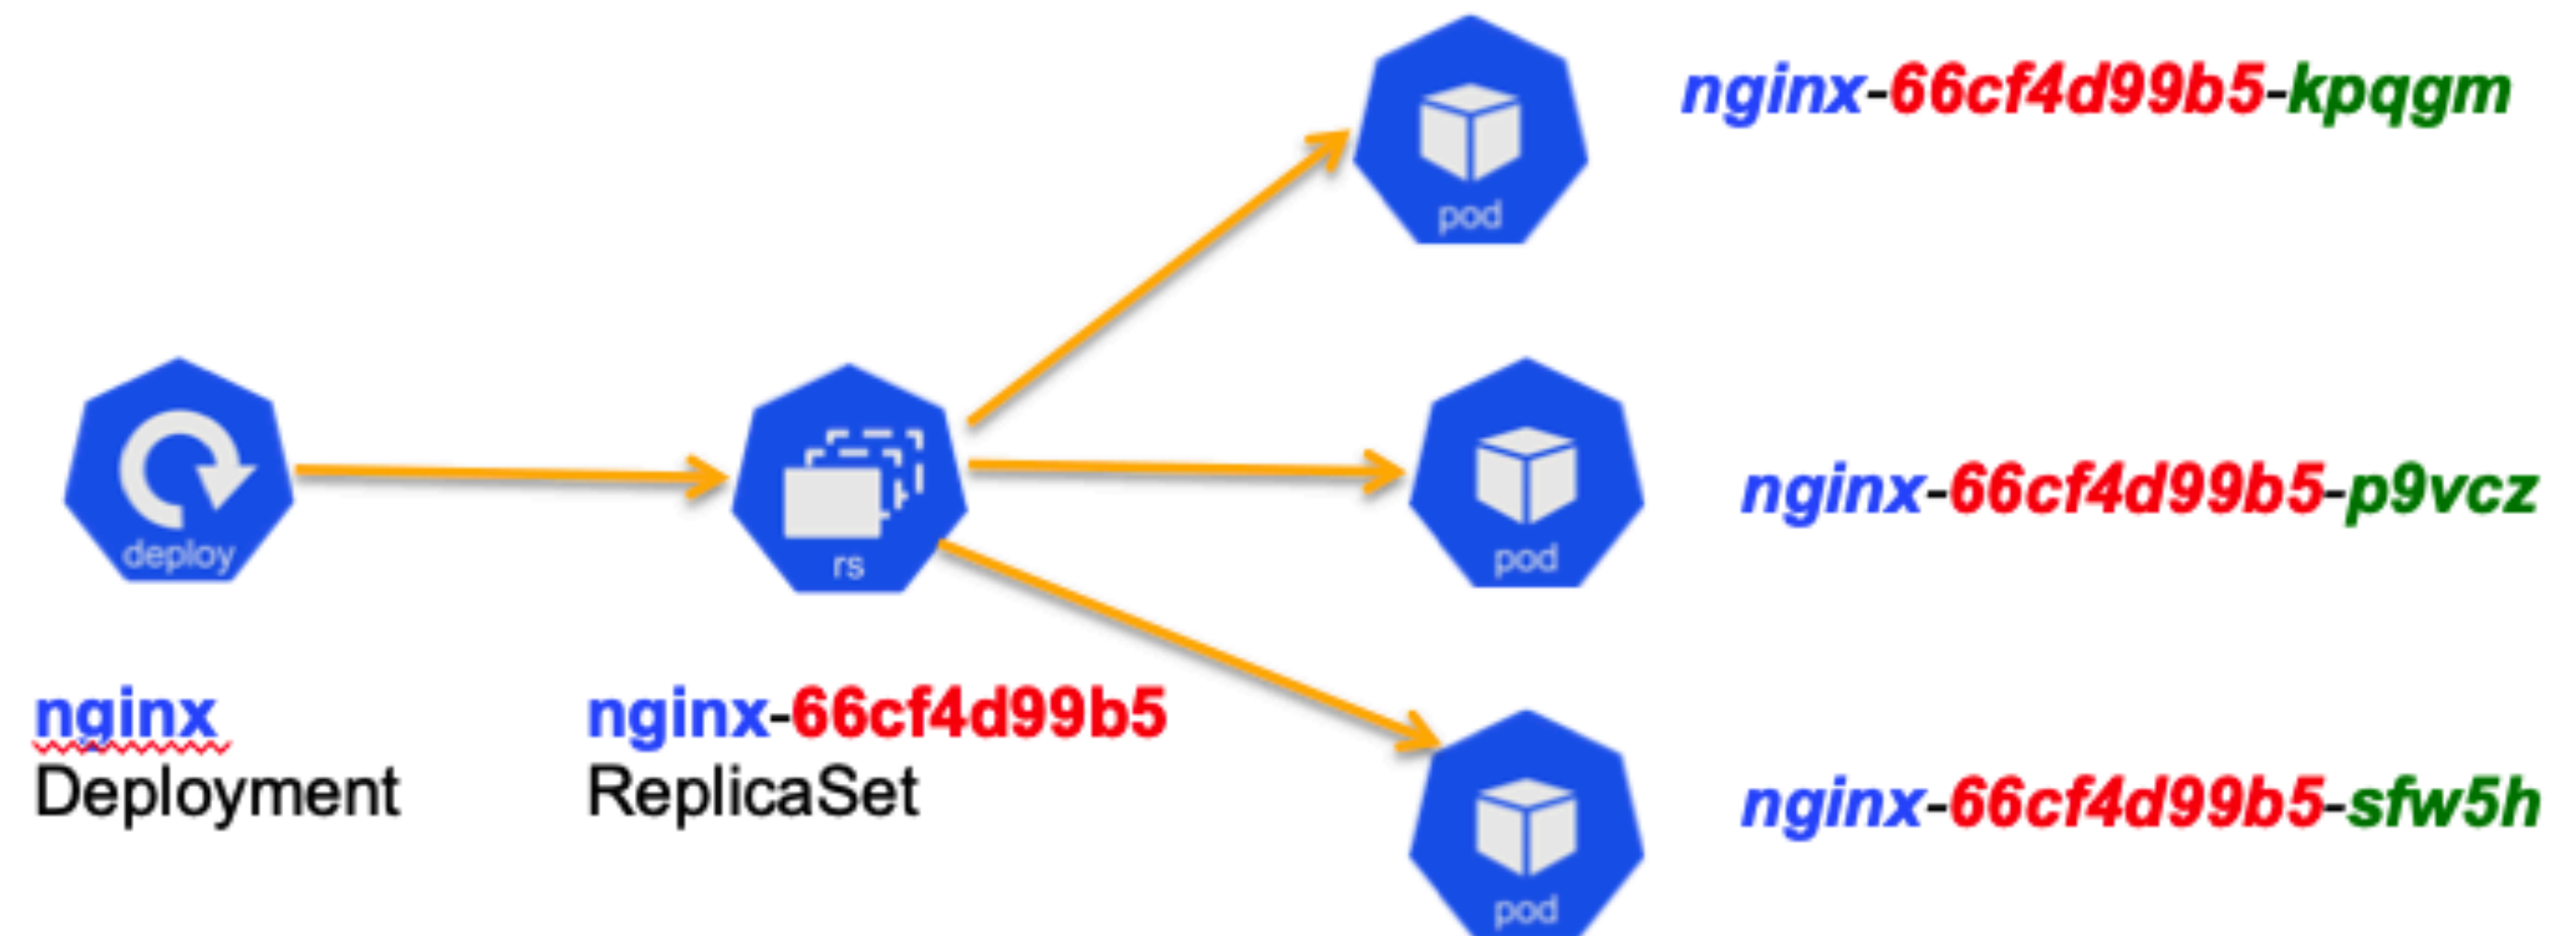 nginx-66cf4d99b5-kpqgm
pod
deploy
rs
pod
nginx-66cf4d99b5-p9vcz
nginx
Deployment
nginx-66cf4d99b5
ReplicaSet
pod
nginx-66cf4d99b5-sfw5h